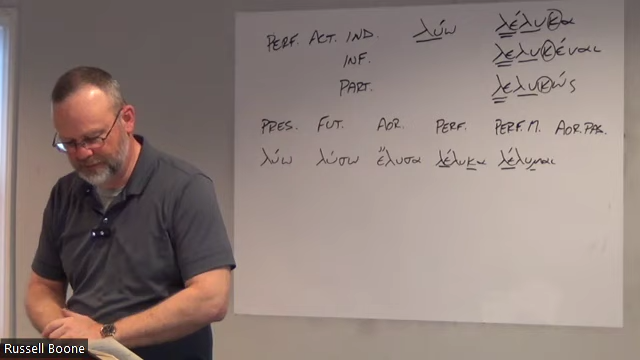 PERF. ACT. IND. λύω λέλυκα
INF. λελυκέναι
PART. λελυκώς
PRES. FUT. AOR. PERF. PERF. M. AOR. PAS.
λύω λύσω ἔλυσα λέλυκα λέλυμαι
Russell Boone